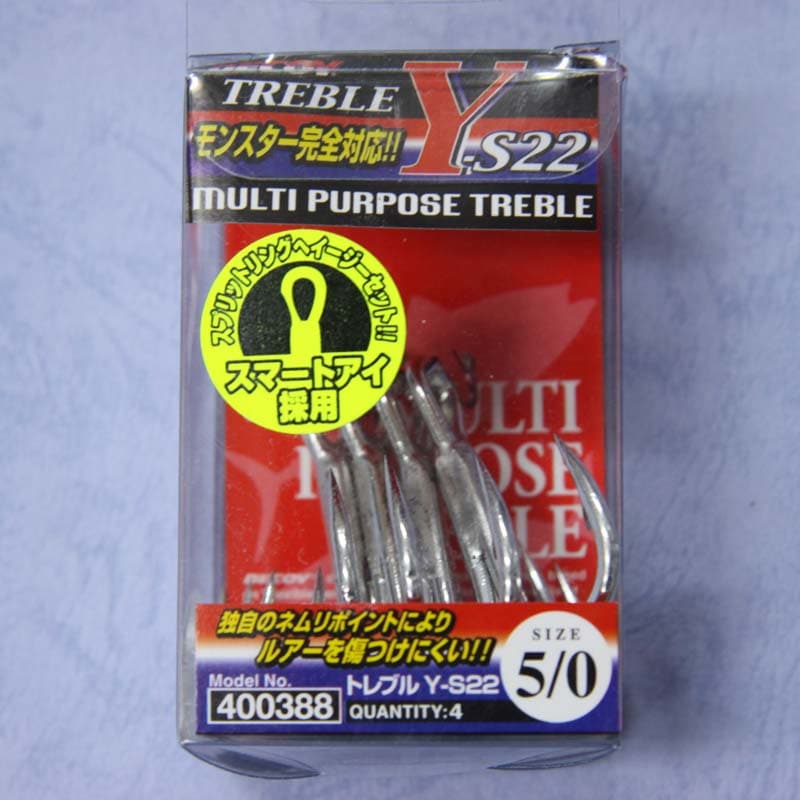 TREBLE Y-S22
モンスター完全対応!!
MULTI PURPOSE TREBLE
スプリットリングへイージーセット!!
スマートアイ
採用
独自のネムリポイントにより
ルアーを傷つけにくい!!
Model No.
400388
トレブル Y-S22
QUANTITY:4
SIZE
5/0